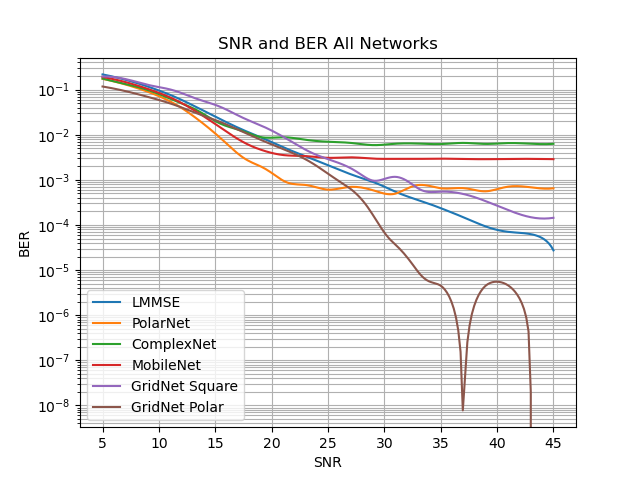 SNR and BER All Networks
BER
10⁻¹
10⁻²
10⁻³
10⁻⁴
10⁻⁵
10⁻⁶
10⁻⁷
10⁻⁸
LMMSE
PolarNet
ComplexNet
MobileNet
GridNet Square
GridNet Polar
5 10 15 20 25 30 35 40 45
SNR